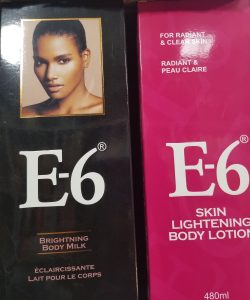 E-6®
BRIGHTNING
BODY MILK
ÉCLAIRCISSANTE
LAIT POUR LE CORPS
FOR RADIANT
& CLEAR SKIN
RADIANT &
PEAU CLAIRE
E-6®
SKIN
LIGHTENING
BODY LOTION
480ml